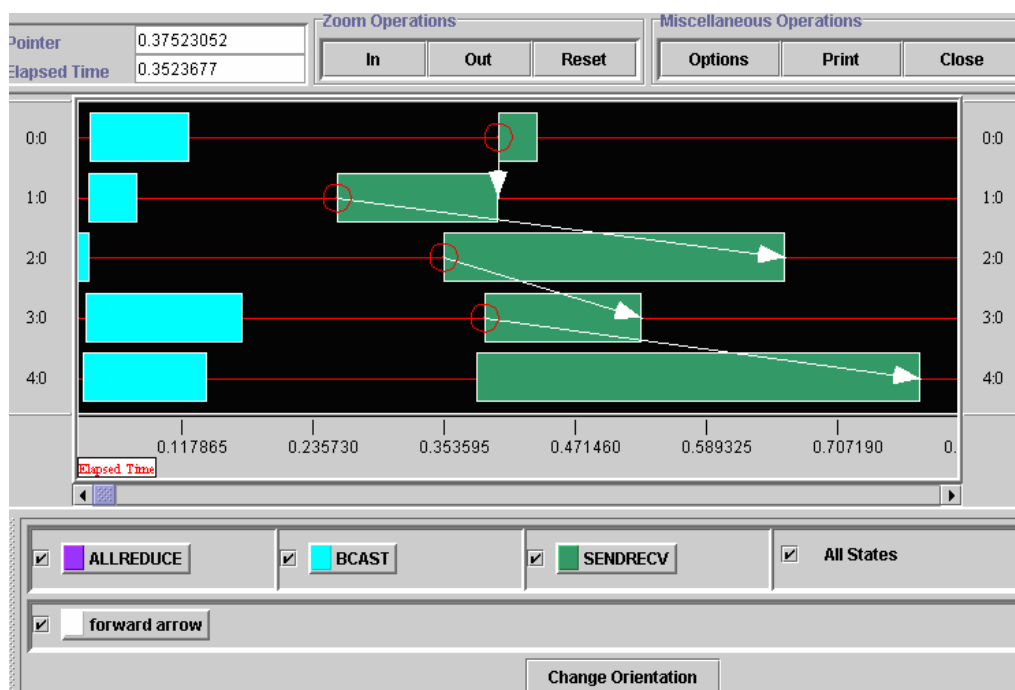 Zoom Operations
Miscellaneous Operations
Pointer 0.37523052
In Out Reset
Options Print Close
Elapsed Time 0.3523677
0:0 0:0
1:0 1:0
2:0 2:0
3:0 3:0
4:0 4:0
0.117865 0.235730 0.353595 0.471460 0.589325 0.707190 0.
Elapsed Time
ALLREDUCE BCAST SENDRECV All States
forward arrow
Change Orientation